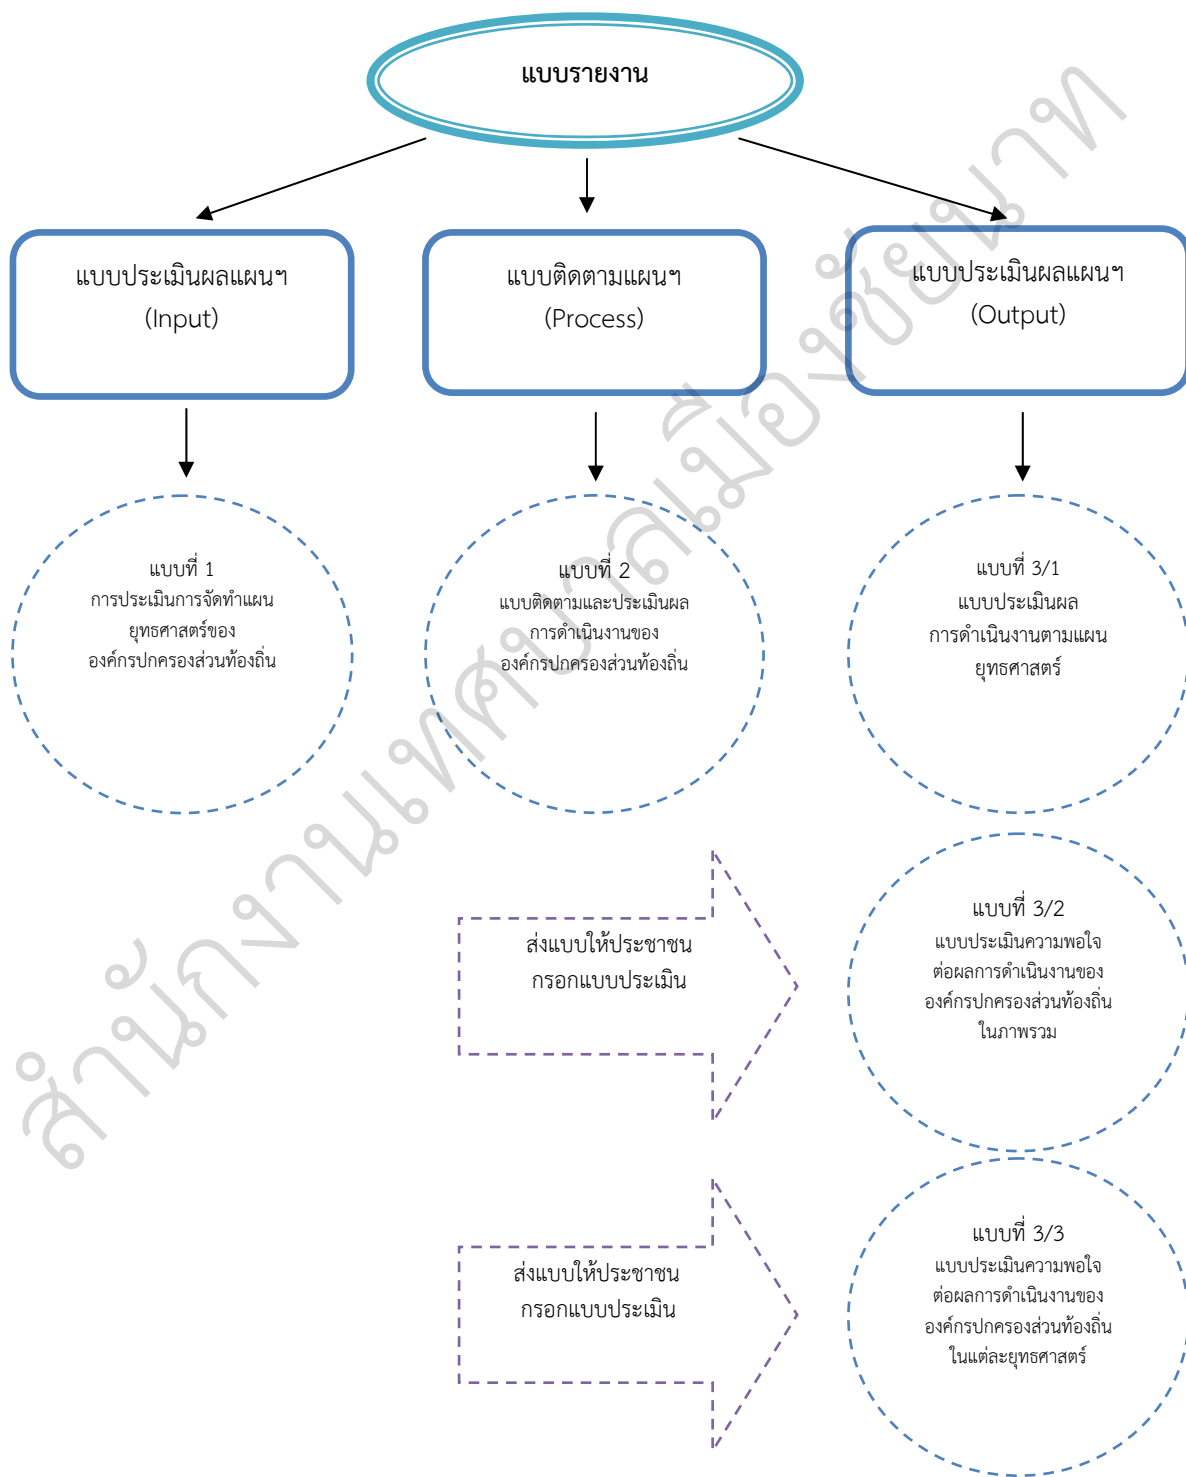 แบบรายงาน
แบบประเมินผลแผนฯ
(Input)
แบบติดตามแผนฯ
(Process)
แบบประเมินผลแผนฯ
(Output)
แบบที่ 1
การประเมินการจัดทำแผน
ยุทธศาสตร์ของ
องค์กรปกครองส่วนท้องถิ่น
แบบที่ 2
แบบติดตามและประเมินผล
การดำเนินงานของ
องค์กรปกครองส่วนท้องถิ่น
แบบที่ 3/1
แบบประเมินผล
การดำเนินงานตามแผน
ยุทธศาสตร์
ส่งแบบให้ประชาชน
กรอกแบบประเมิน
แบบที่ 3/2
แบบประเมินความพอใจ
ต่อผลการดำเนินงานของ
องค์กรปกครองส่วนท้องถิ่น
ในภาพรวม
ส่งแบบให้ประชาชน
กรอกแบบประเมิน
แบบที่ 3/3
แบบประเมินความพอใจ
ต่อผลการดำเนินงานของ
องค์กรปกครองส่วนท้องถิ่น
ในแต่ละยุทธศาสตร์
สำนักงานเทศบาลเมืองชัยนาท